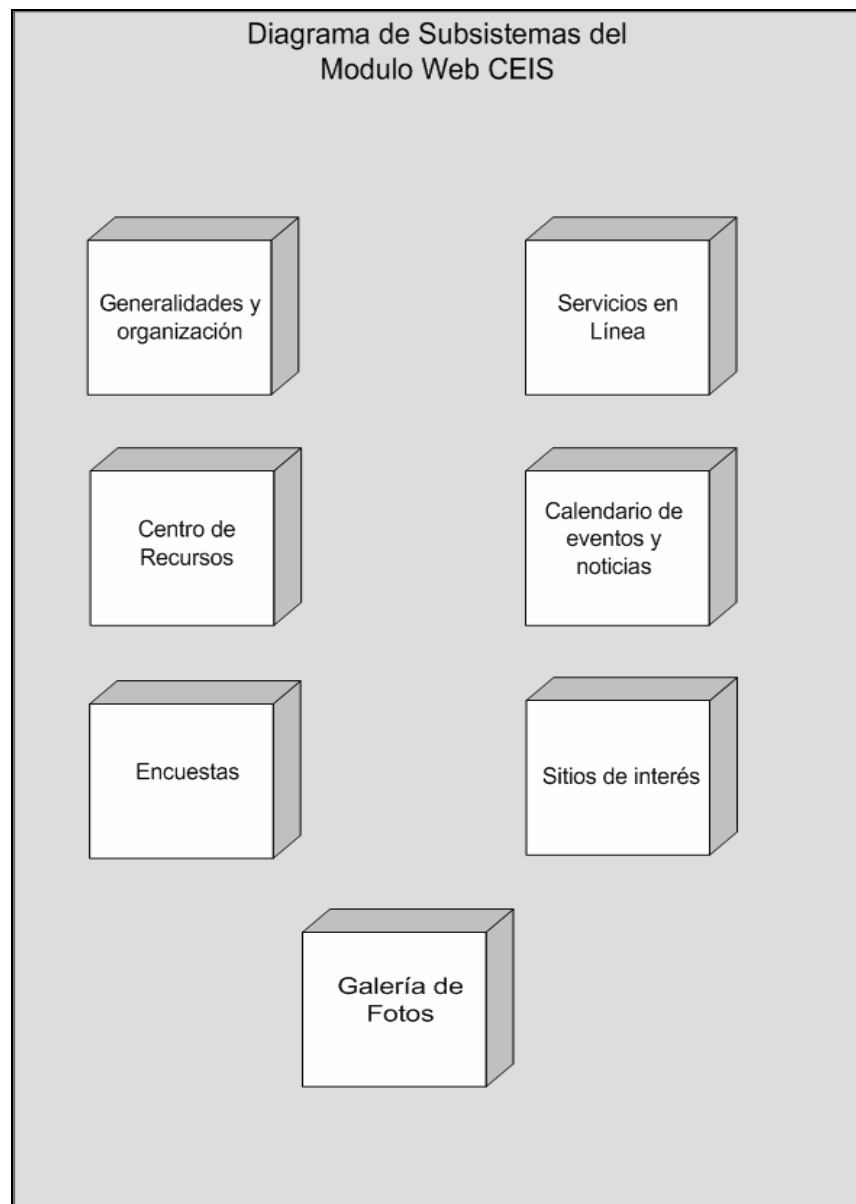 Diagrama de Subsistemas del
Modulo Web CEIS
Generalidades y
organización
Servicios en
Línea
Centro de
Recursos
Calendario de
eventos y
noticias
Encuestas
Sitios de interés
Galería de
Fotos